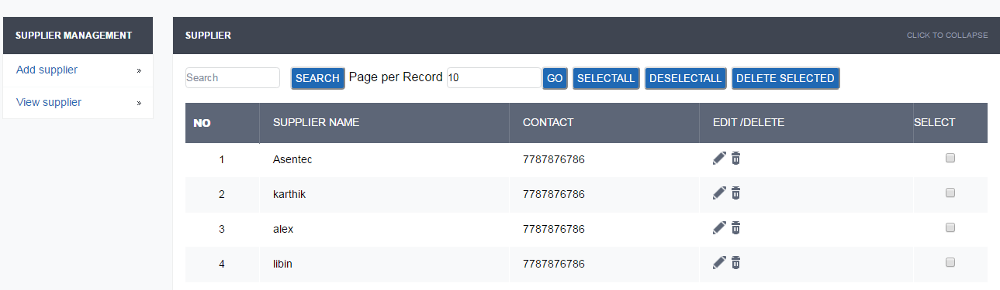 SUPPLIER MANAGEMENT
Add supplier »
View supplier »
SUPPLIER CLICK TO COLLAPSE
Search SEARCH Page per Record 10 GO SELECTALL DESELECTALL DELETE SELECTED
NO SUPPLIER NAME CONTACT EDIT /DELETE SELECT
1 Asentec 7787876786
2 karthik 7787876786
3 alex 7787876786
4 libin 7787876786